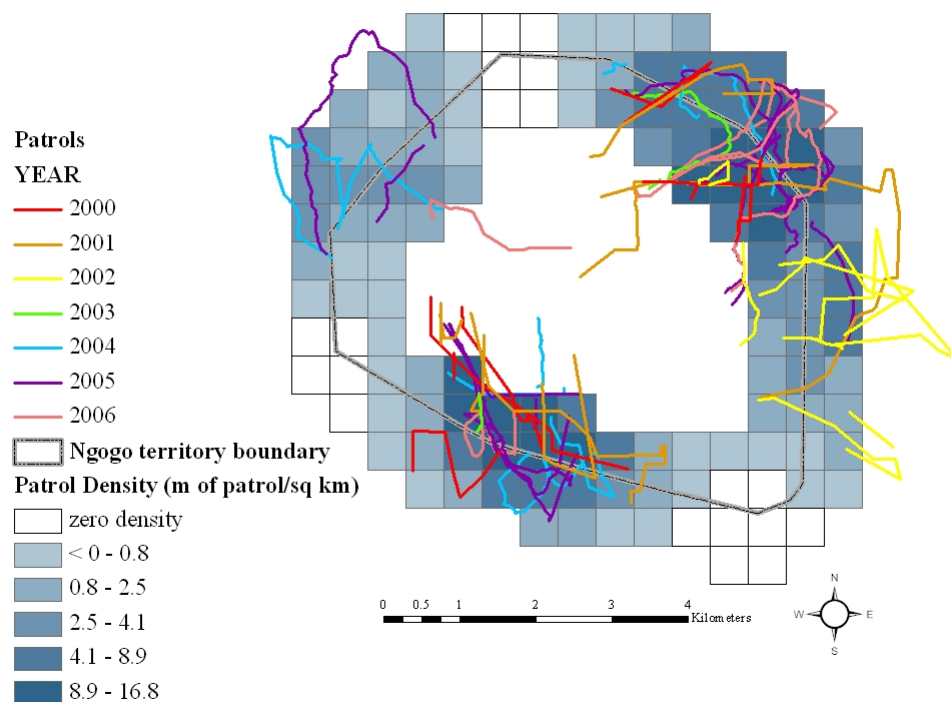 Patrols
YEAR
2000
2001
2002
2003
2004
2005
2006
Ngogo territory boundary
Patrol Density (m of patrol/sq km)
zero density
< 0 - 0.8
0.8 - 2.5
2.5 - 4.1
4.1 - 8.9
8.9 - 16.8
0 0.5 1 2 3 4
Kilometers
N
W E
S